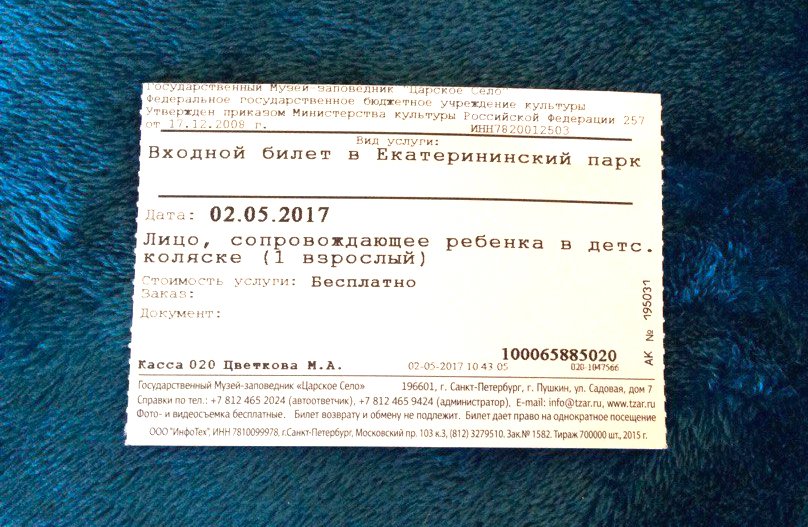 Государственный Музей-заповедник "Царское Село"
Федеральное государственное бюджетное учреждение культуры
Утвержден приказом Министерства культуры Российской Федерации 257
от 17.12.2008 г. ИНН7820012503
Вид услуги:
Входной билет в Екатерининский парк
Дата: 02.05.2017
Лицо, сопровождающее ребенка в детс.
коляске (1 взрослый)
Стоимость услуги: Бесплатно
Заказ:
Документ:
АК № 195031
100065885020
Касса 020 Цветкова М.А. 02-05-2017 10 43 05 020-1047566
Государственный Музей-заповедник «Царское Село» 196601, г. Санкт-Петербург, г. Пушкин, ул. Садовая, дом 7
Справки по тел.: +7 812 465 2024 (автоответчик), +7 812 465 9424 (администратор), E-mail: info@tzar.ru, www.tzar.ru
Фото- и видеосъемка бесплатные. Билет возврату и обмену не подлежит. Билет дает право на однократное посещение
ООО "ИнфоТех", ИНН 7810099978, г.Санкт-Петербург, Московский пр. 103 к.3, (812) 3279510. Зак.№ 1582. Тираж 700000 шт., 2015 г.